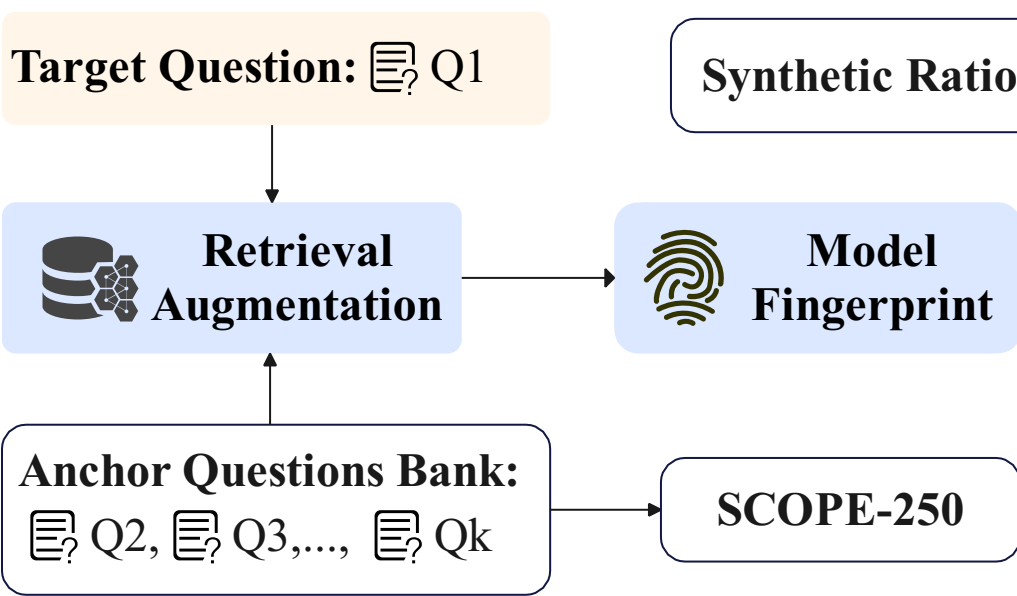 Target Question: Q1
Synthetic Ratio
Retrieval
Augmentation
Model
Fingerprint
Anchor Questions Bank:
Q2, Q3,..., Qk
SCOPE-250